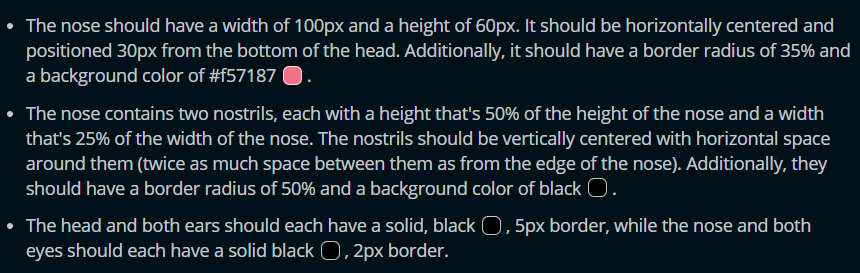 The nose should have a width of 100px and a height of 60px. It should be horizontally centered and
positioned 30px from the bottom of the head. Additionally, it should have a border radius of 35% and
a background color of #f57187 .
The nose contains two nostrils, each with a height that's 50% of the height of the nose and a width
that's 25% of the width of the nose. The nostrils should be vertically centered with horizontal space
around them (twice as much space between them as from the edge of the nose). Additionally, they
should have a border radius of 50% and a background color of black .
The head and both ears should each have a solid, black , 5px border, while the nose and both
eyes should each have a solid black , 2px border.